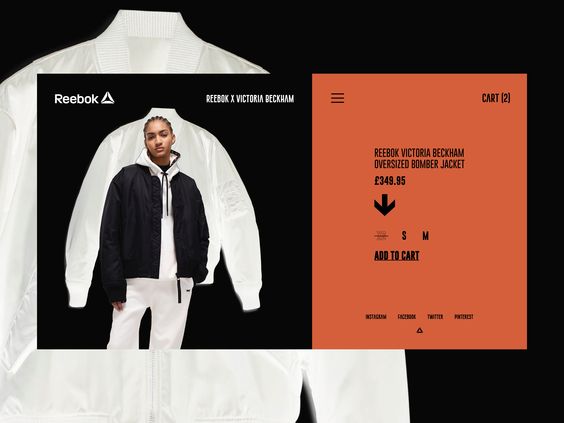 Reebok
REEBOK X VICTORIA BECKHAM
CART (2)
REEBOK VICTORIA BECKHAM
OVERSIZED BOMBER JACKET
£349.95
S M
ADD TO CART
INSTAGRAM FACEBOOK TWITTER PINTEREST